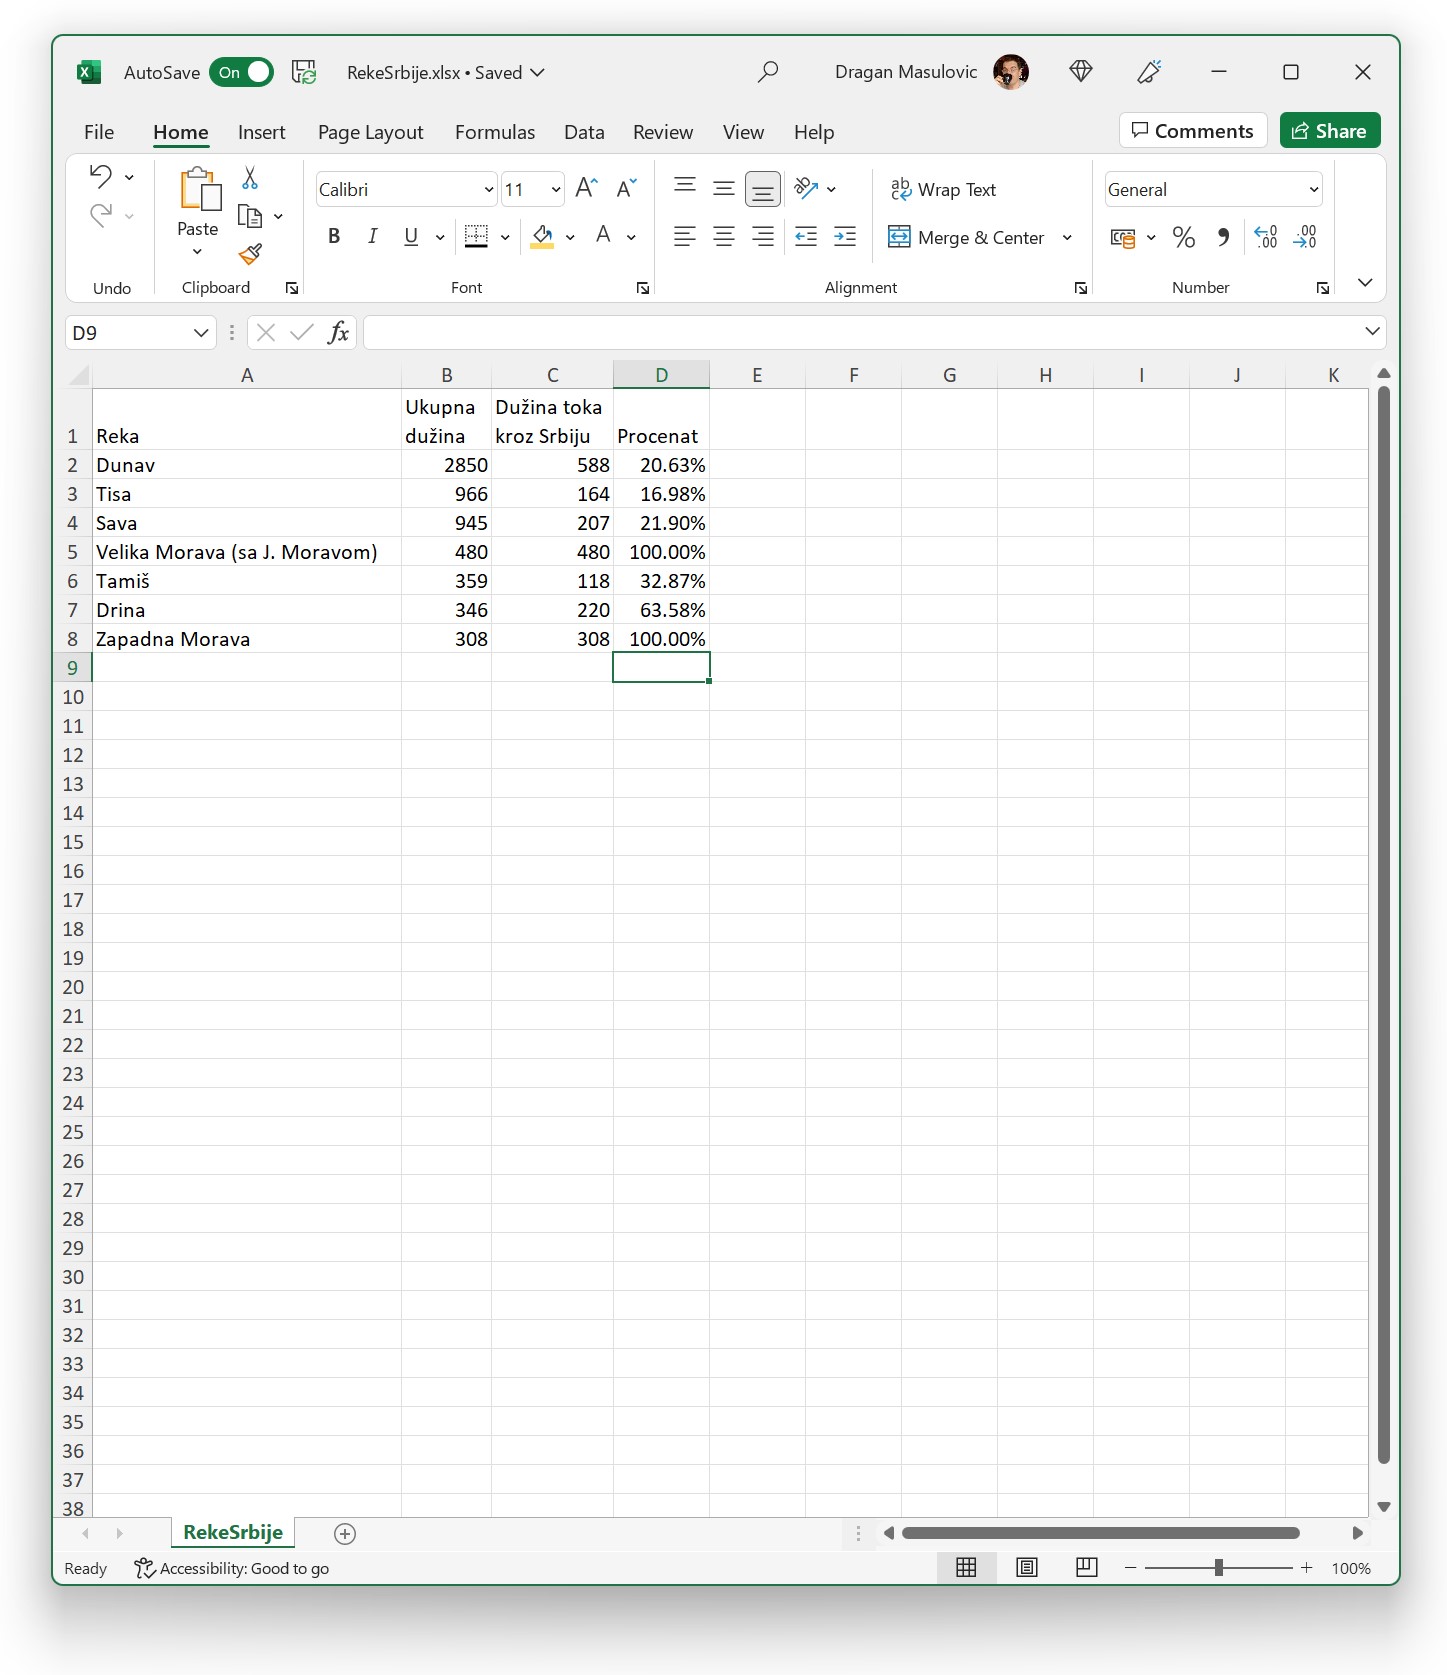 AutoSave On RekeSrbije.xlsx • Saved Dragan Masulovic
File Home Insert Page Layout Formulas Data Review View Help Comments Share
Calibri 11 Wrap Text General
Paste B I U A Merge & Center % .00 .00
Undo Clipboard Font Alignment Number
D9 fx
A B C D E F G H I J K
1 Reka Ukupna dužina Dužina toka kroz Srbiju Procenat
2 Dunav 2850 588 20.63%
3 Tisa 966 164 16.98%
4 Sava 945 207 21.90%
5 Velika Morava (sa J. Moravom) 480 480 100.00%
6 Tamiš 359 118 32.87%
7 Drina 346 220 63.58%
8 Zapadna Morava 308 308 100.00%
9
10
11
12
13
14
15
16
17
18
19
20
21
22
23
24
25
26
27
28
29
30
31
32
33
34
35
36
37
38
RekeSrbije
Ready Accessibility: Good to go 100%